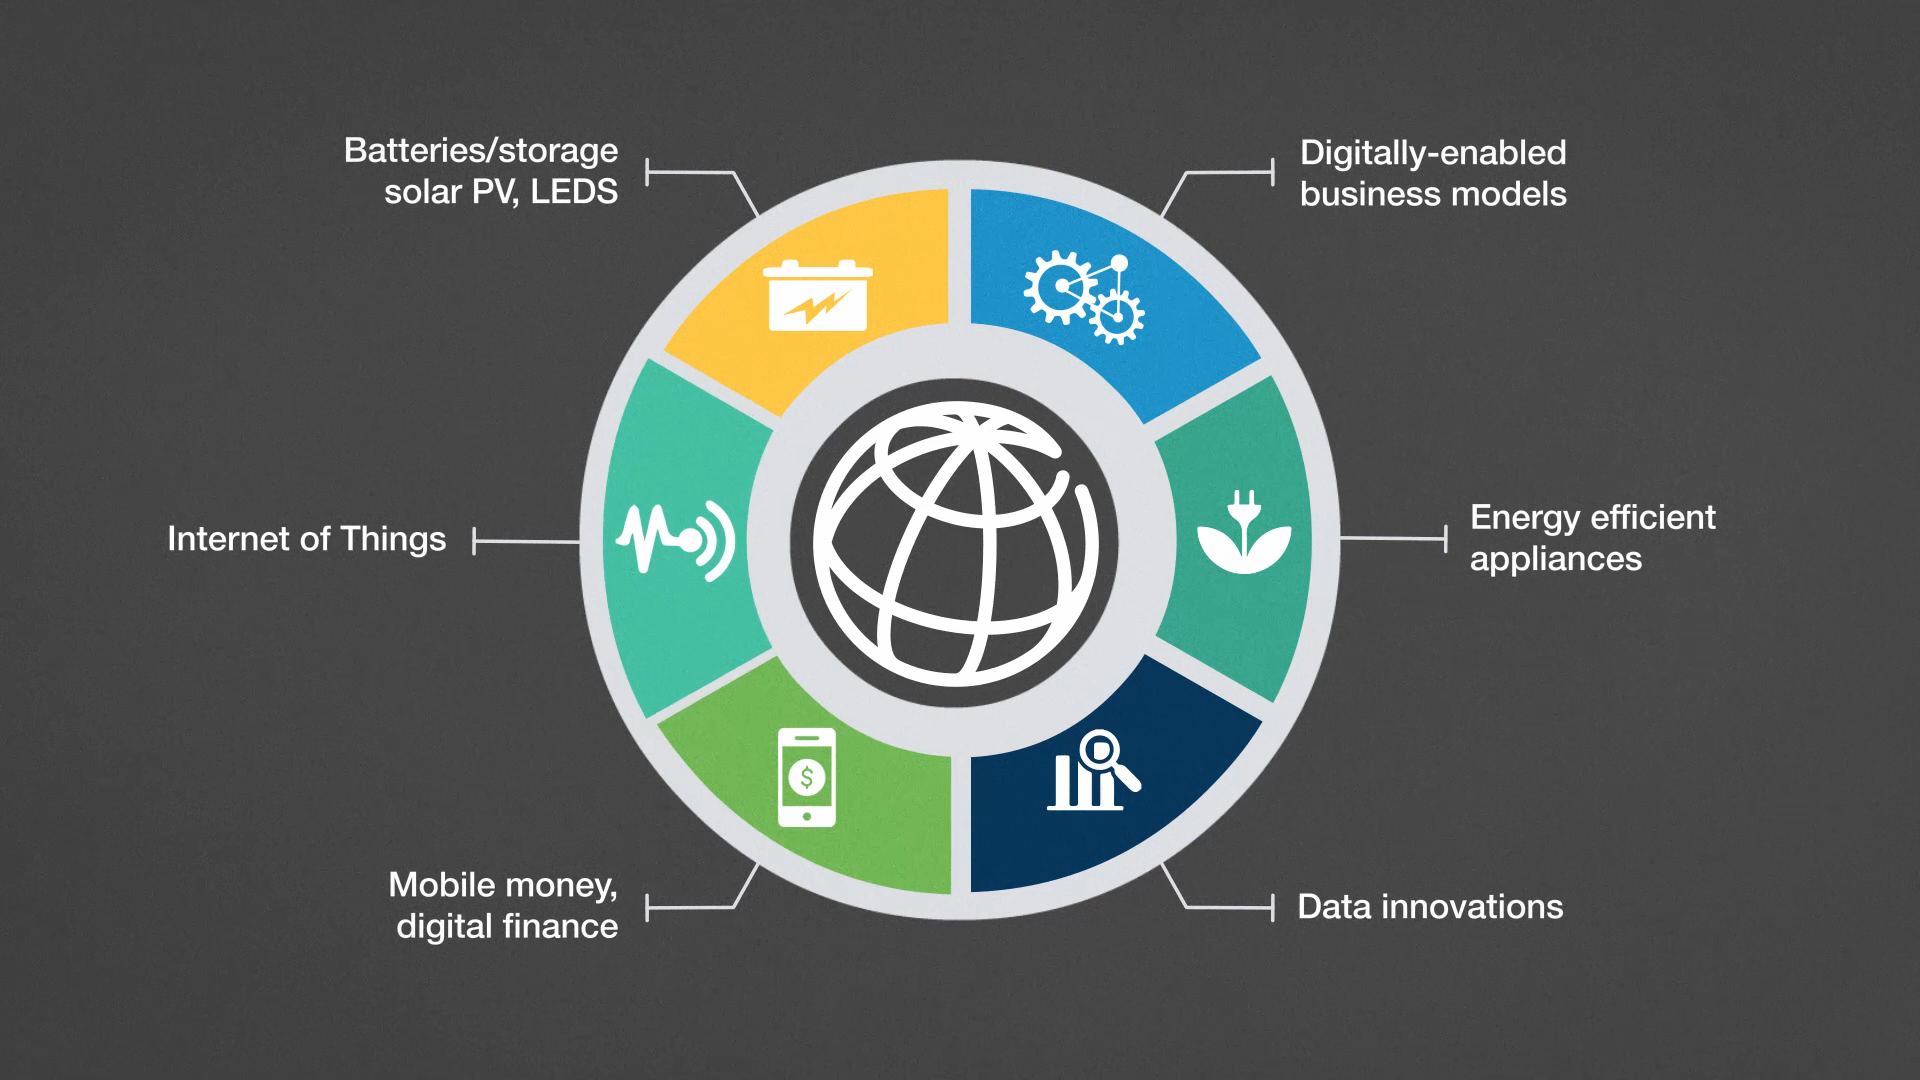 Batteries/storage
solar PV, LEDS
Digitally-enabled
business models
Internet of Things
Energy efficient
appliances
$
Mobile money,
digital finance
Data innovations